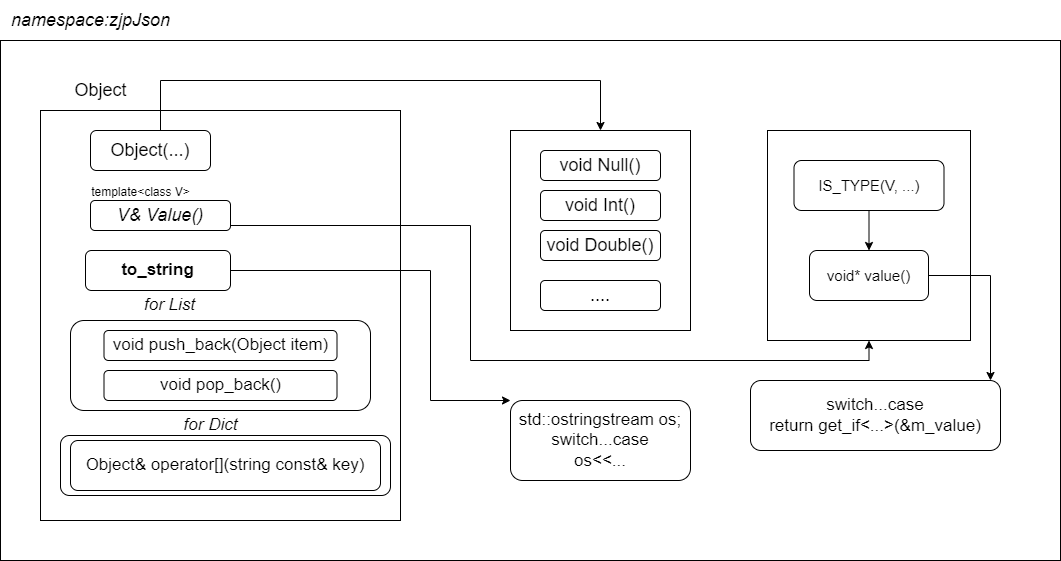 namespace:zjpJson
Object
Object(...)
template<class V>
V& Value()
to_string
for List
void push_back(Object item)
void pop_back()
for Dict
Object& operator[](string const& key)
void Null()
void Int()
void Double()
....
std::ostringstream os;
switch...case
os<<...
IS_TYPE(V, ...)
void* value()
switch...case
return get_if<...>(&m_value)